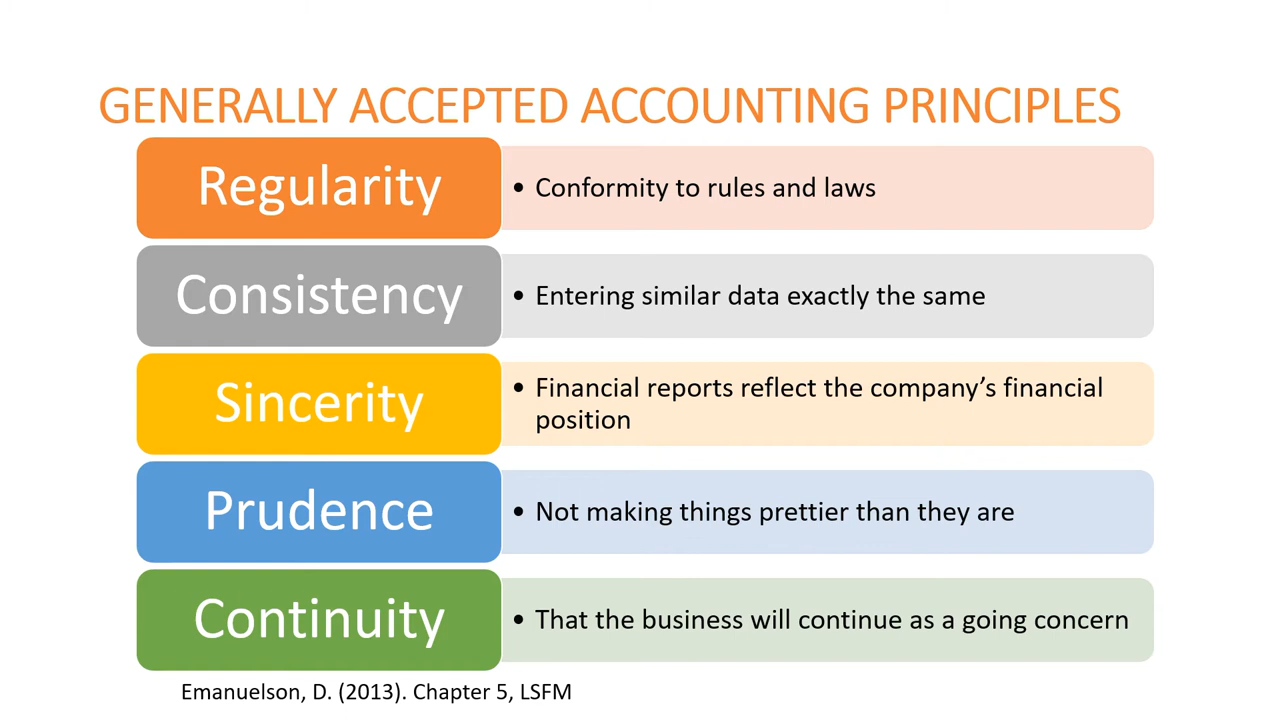 GENERALLY ACCEPTED ACCOUNTING PRINCIPLES
Regularity
• Conformity to rules and laws
Consistency
• Entering similar data exactly the same
Sincerity
• Financial reports reflect the company’s financial
position
Prudence
• Not making things prettier than they are
Continuity
• That the business will continue as a going concern
Emanuelson, D. (2013). Chapter 5, LSFM